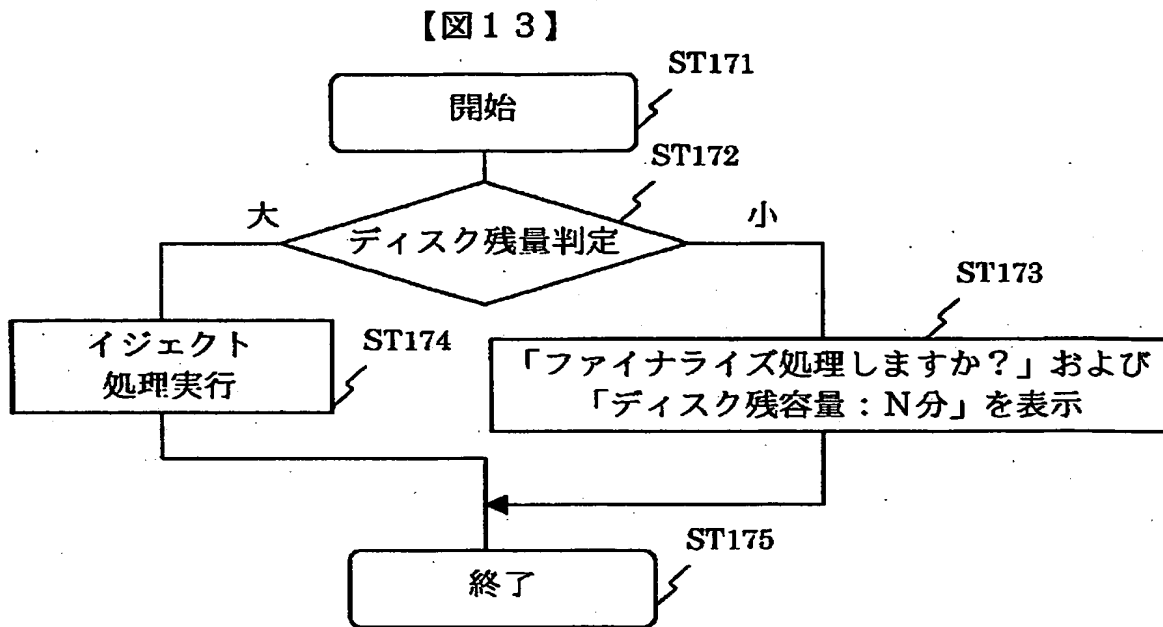 【図１３】
ST171
開始
ST172
大
小
ディスク残量判定
ST173
イジェクト
処理実行
ST174
「ファイナライズ処理しますか？」および
「ディスク残容量：Ｎ分」を表示
ST175
終了